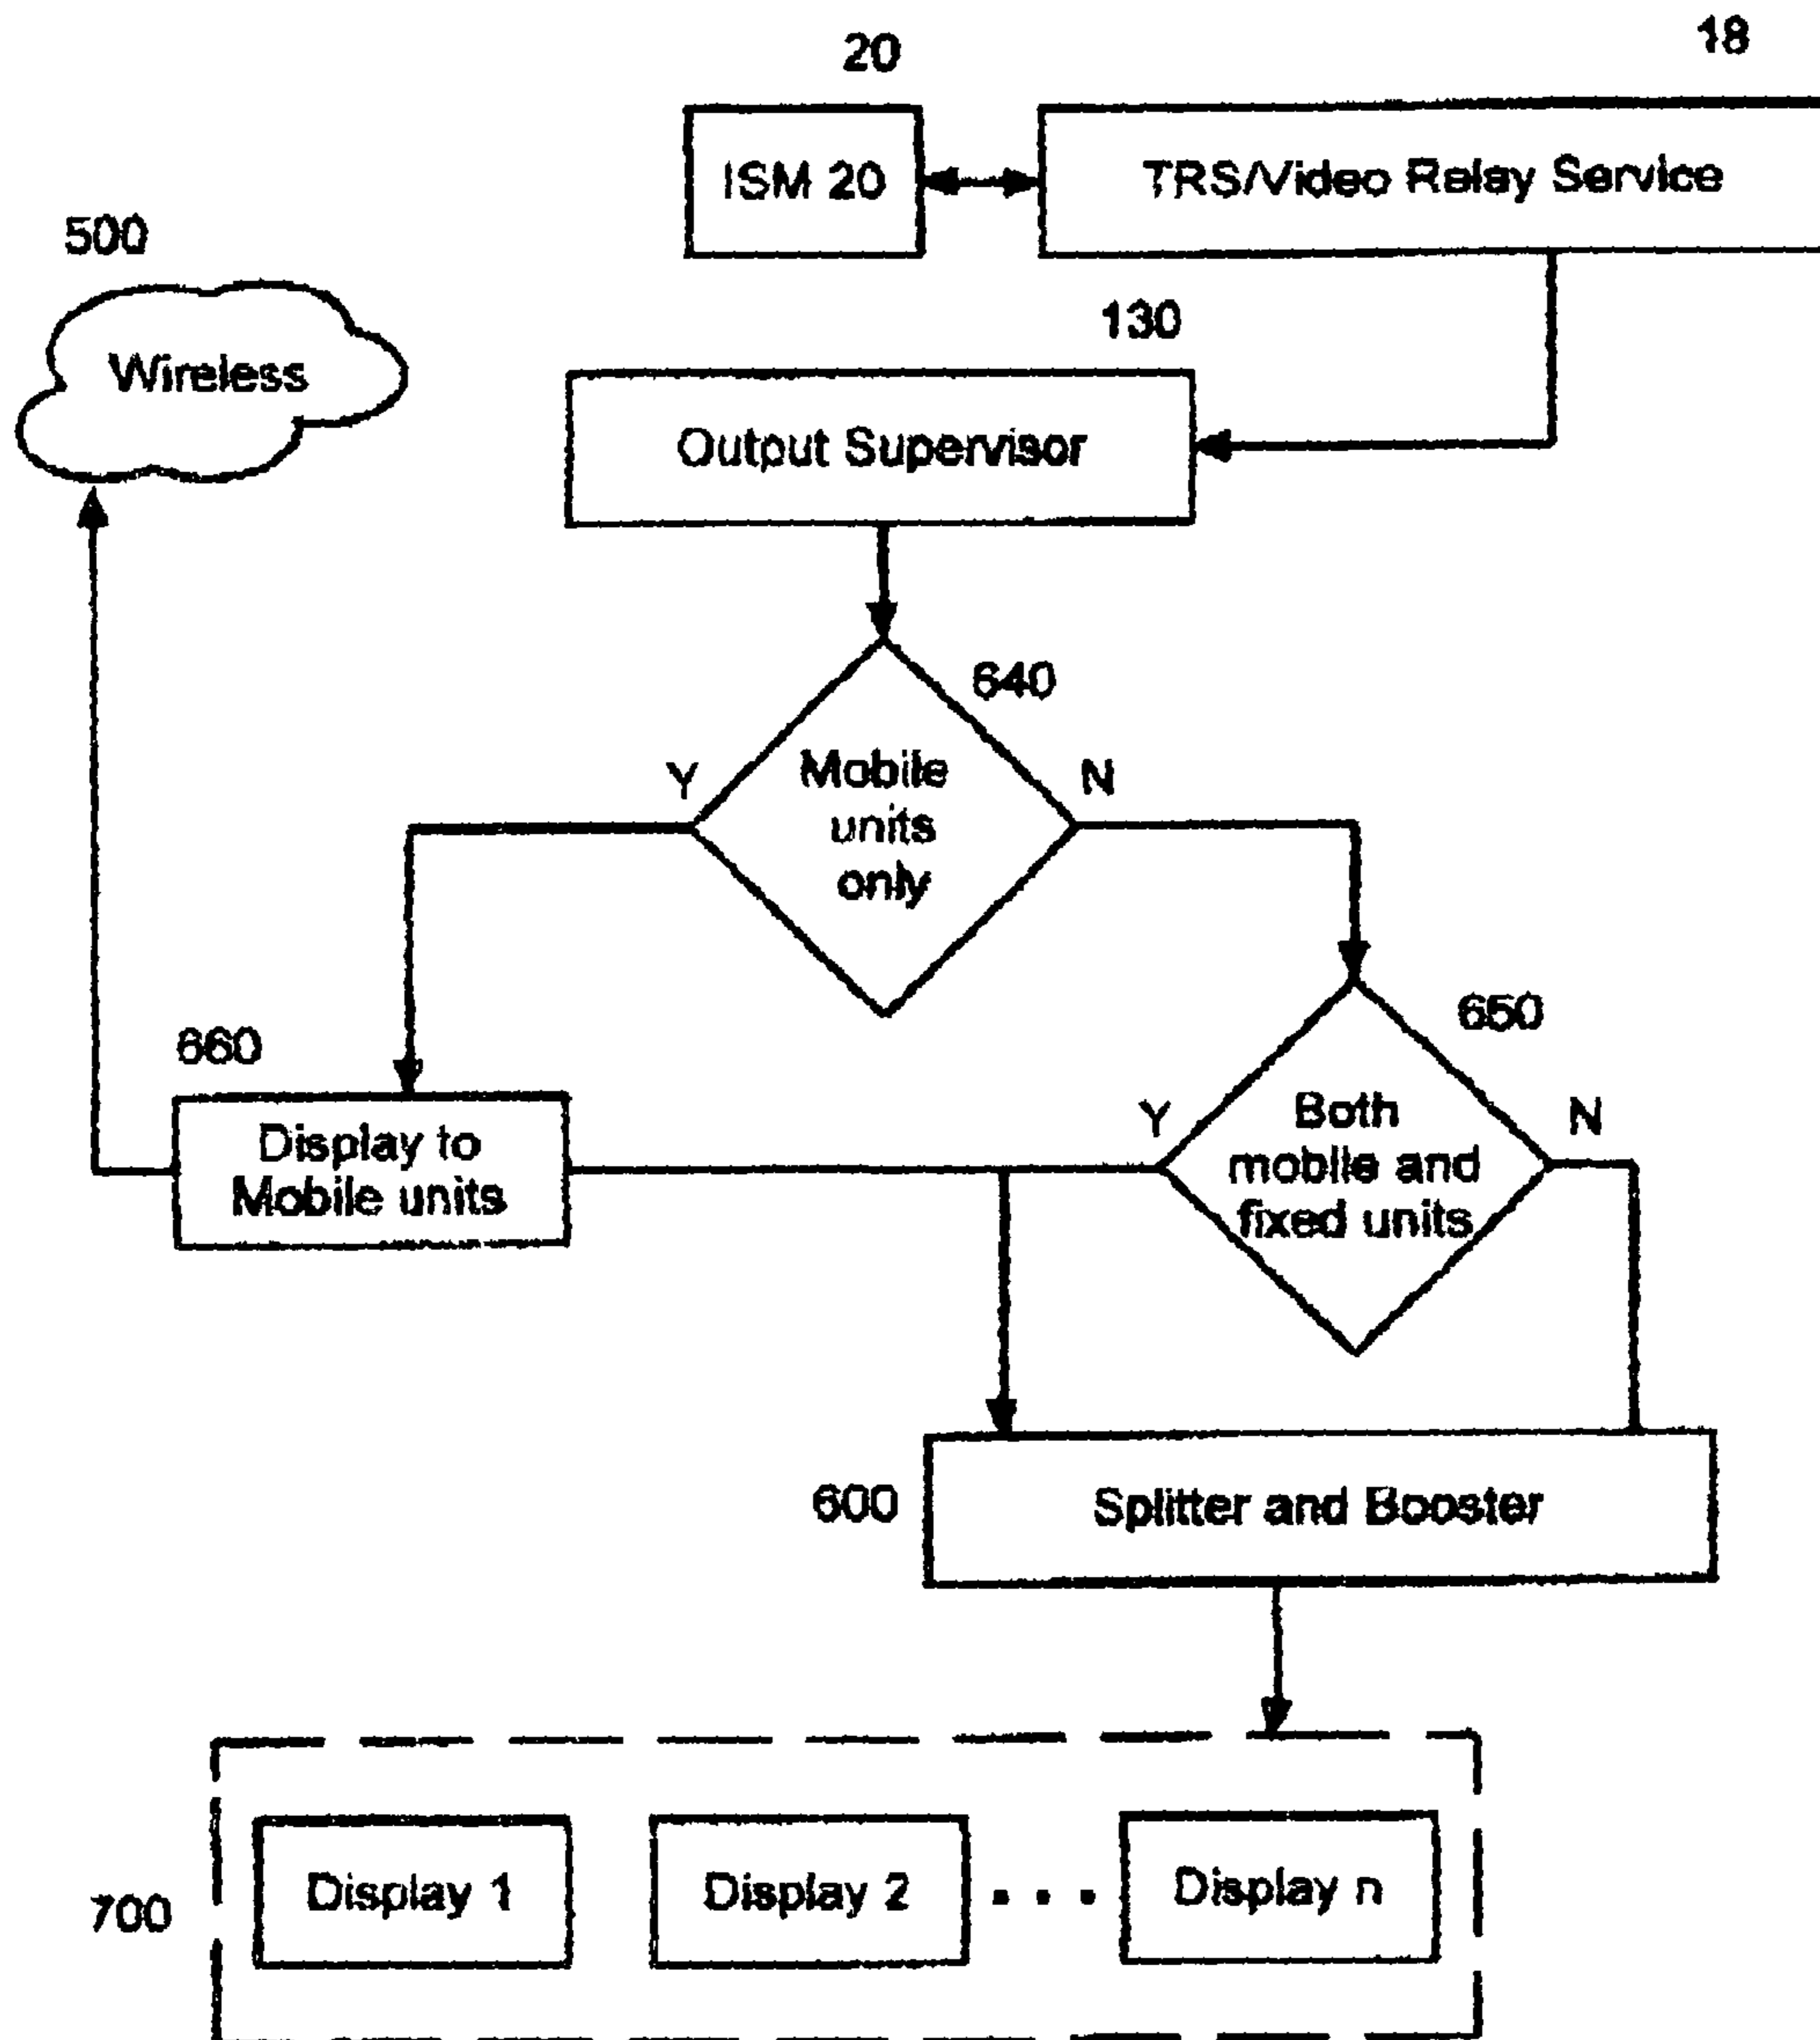 20
18
ISM 20
TRS/Video Relay Service
500
Wireless
130
Output Supervisor
640
Y
Mobile
units
only
N
650
660
Display to
Mobile units
Y
Both
mobile and
fixed units
N
600
Splitter and Booster
700
Display 1
Display 2
. . .
Display n